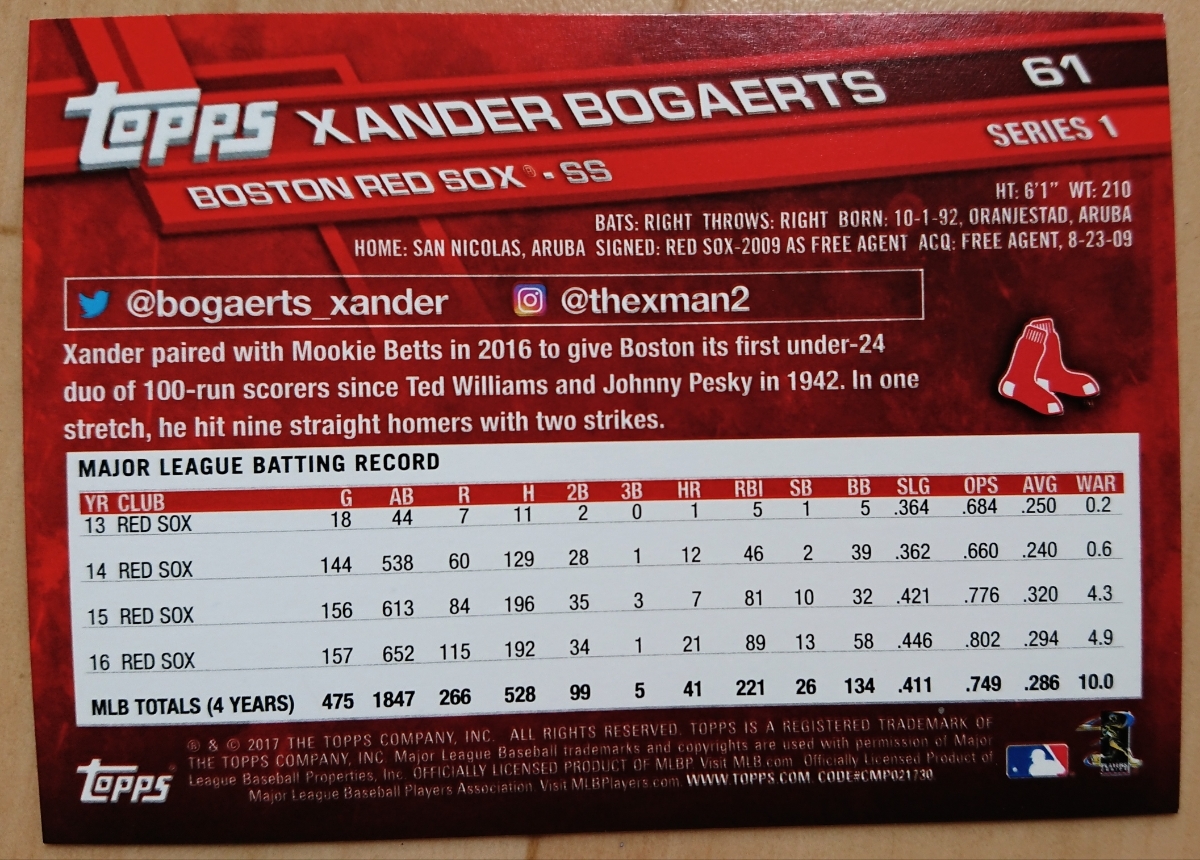 TOPPS XANDER BOGAERTS 61
BOSTON RED SOX® - SS SERIES 1
HT: 6'1" WT: 210
BATS: RIGHT THROWS: RIGHT BORN: 10-1-92, ORANJESTAD, ARUBA
HOME: SAN NICOLAS, ARUBA SIGNED: RED SOX-2009 AS FREE AGENT ACQ: FREE AGENT, 8-23-09
@bogaerts_xander @thexman2
Xander paired with Mookie Betts in 2016 to give Boston its first under-24
duo of 100-run scorers since Ted Williams and Johnny Pesky in 1942. In one
stretch, he hit nine straight homers with two strikes.
MAJOR LEAGUE BATTING RECORD
YR CLUB G AB R H 2B 3B HR RBI SB BB SLG OPS AVG WAR
13 RED SOX 18 44 7 11 2 0 1 5 1 5 .364 .684 .250 0.2
14 RED SOX 144 538 60 129 28 1 12 46 2 39 .362 .660 .240 0.6
15 RED SOX 156 613 84 196 35 3 7 81 10 32 .421 .776 .320 4.3
16 RED SOX 157 652 115 192 34 1 21 89 13 58 .446 .802 .294 4.9
MLB TOTALS (4 YEARS) 475 1847 266 528 99 5 41 221 26 134 .411 .749 .286 10.0
® & © 2017 THE TOPPS COMPANY, INC. ALL RIGHTS RESERVED. TOPPS IS A REGISTERED TRADEMARK OF
THE TOPPS COMPANY, INC Major League Baseball trademarks and copyrights are used with permission of Major
League Baseball Properties, Inc. OFFICIALLY LICENSED PRODUCT OF MLBP Visit MLB.com. Officially Licensed Product of
Major League Baseball Players Association. Visit MLBPlayers.com. WWW.TOPPS.COM. CODE#CMP021730
TOPPS